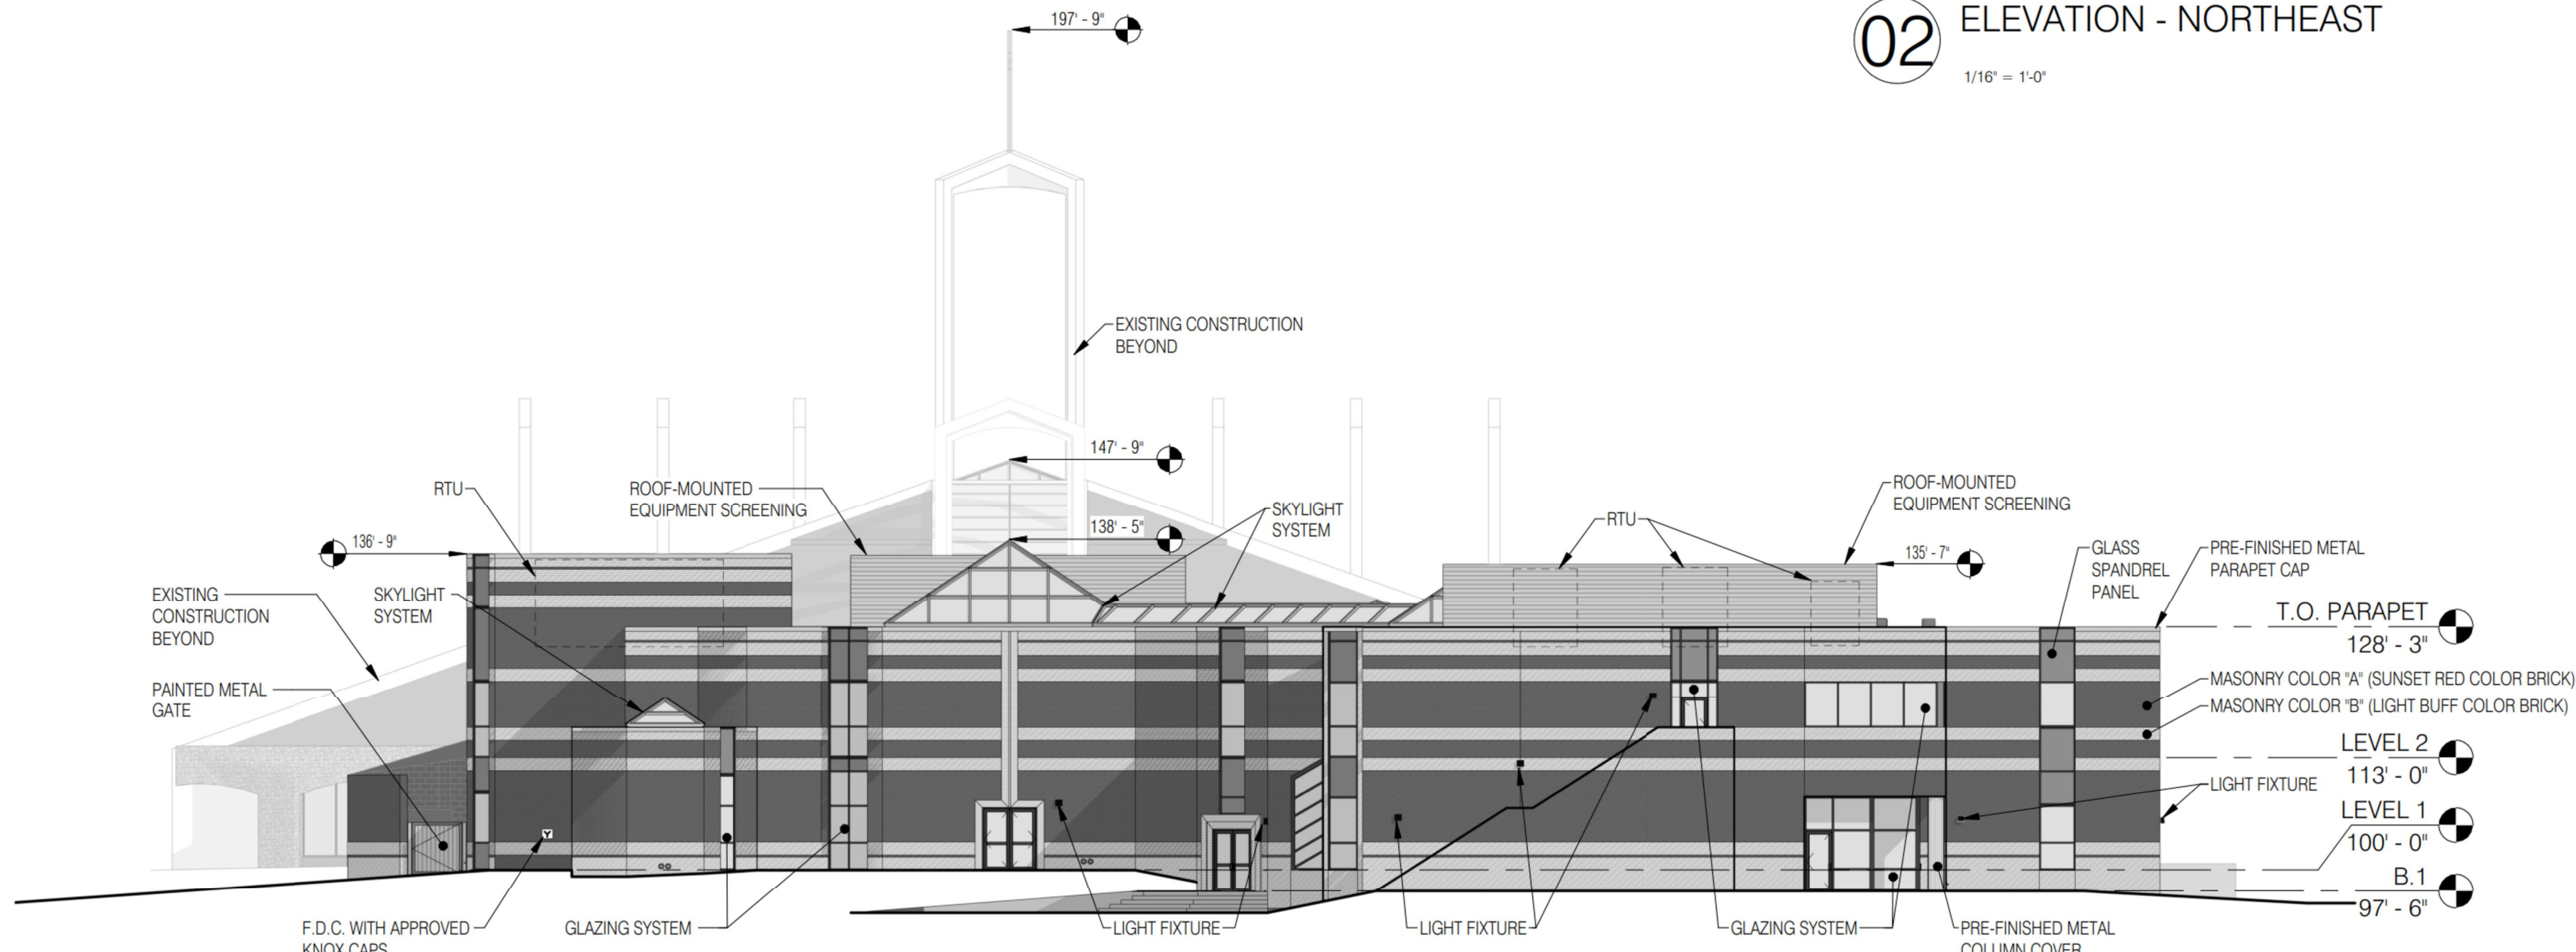 02
ELEVATION - NORTHEAST
1/16" = 1'-0"
197' - 9"
EXISTING CONSTRUCTION
BEYOND
147' - 9"
138' - 5"
RTU
ROOF-MOUNTED
EQUIPMENT SCREENING
SKYLIGHT
SYSTEM
RTU
ROOF-MOUNTED
EQUIPMENT SCREENING
136' - 9"
135' - 7"
EXISTING
CONSTRUCTION
BEYOND
SKYLIGHT
SYSTEM
PAINTED METAL
GATE
GLASS
SPANDREL
PANEL
PRE-FINISHED METAL
PARAPET CAP
T.O. PARAPET
128' - 3"
MASONRY COLOR "A" (SUNSET RED COLOR BRICK)
MASONRY COLOR "B" (LIGHT BUFF COLOR BRICK)
LEVEL 2
113' - 0"
LIGHT FIXTURE
LEVEL 1
100' - 0"
B.1
97' - 6"
Y
F.D.C. WITH APPROVED
KNOX CAPS
GLAZING SYSTEM
LIGHT FIXTURE
LIGHT FIXTURE
GLAZING SYSTEM
PRE-FINISHED METAL
COLUMN COVER